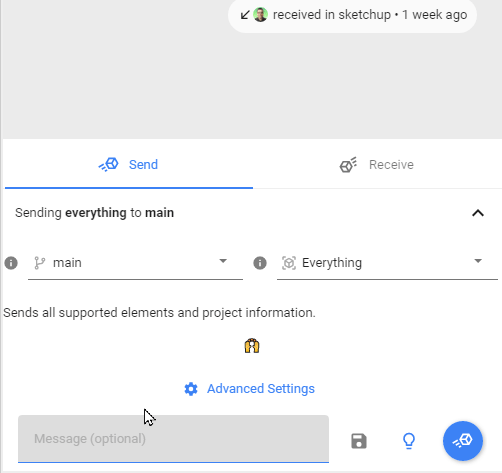 received in sketchup • 1 week ago
Send
Receive
Sending everything to main
main
Everything
Sends all supported elements and project information.
Advanced Settings
Message (optional)